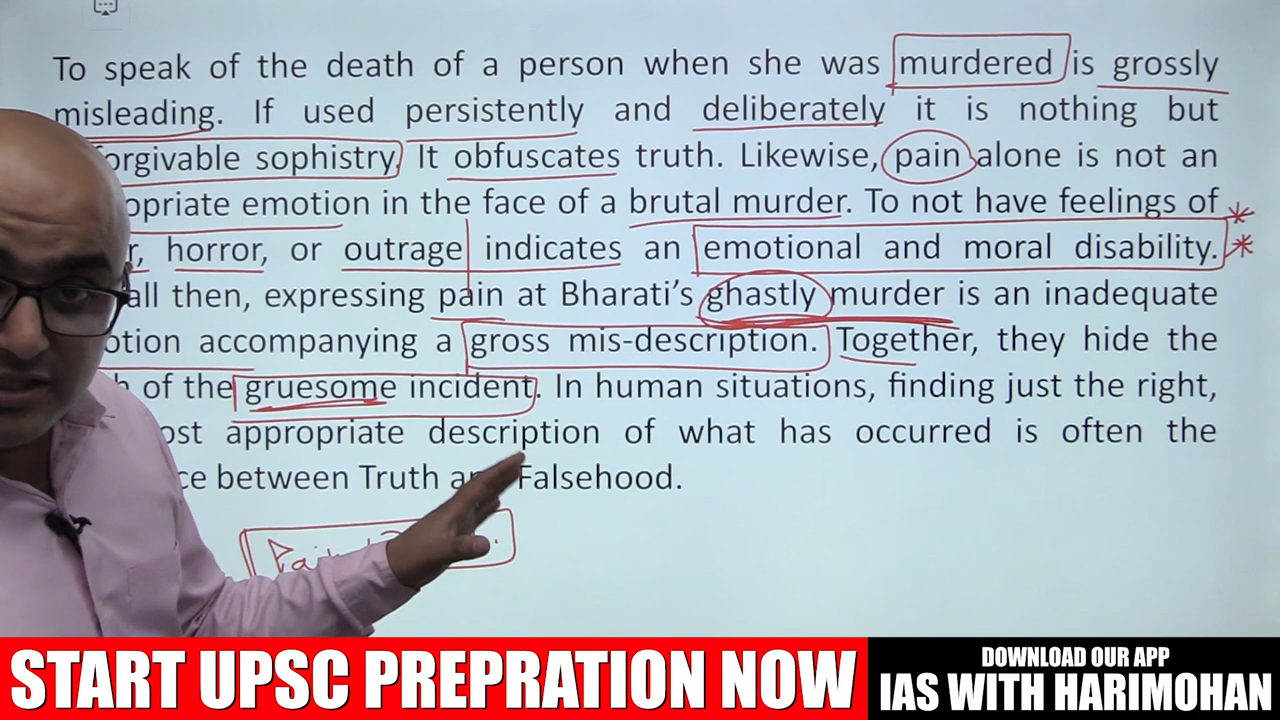 To speak of the death of a person when she was murdered is grossly
misleading. If used persistently and deliberately it is nothing but
sophistry. It obfuscates truth. Likewise, pain alone is not an
emotion in the face of a brutal murder. To not have feelings of
horror, or outrage indicates an emotional and moral disability.
all then, expressing pain at Bharati's ghastly murder is an inadequate
accompanying a gross mis-description. Together, they hide the
of the gruesome incident. In human situations, finding just the right,
appropriate description of what has occurred is often the
between Truth Falsehood.
START UPSC PREPRATION NOW
DOWNLOAD OUR APP
IAS WITH HARIMOHAN